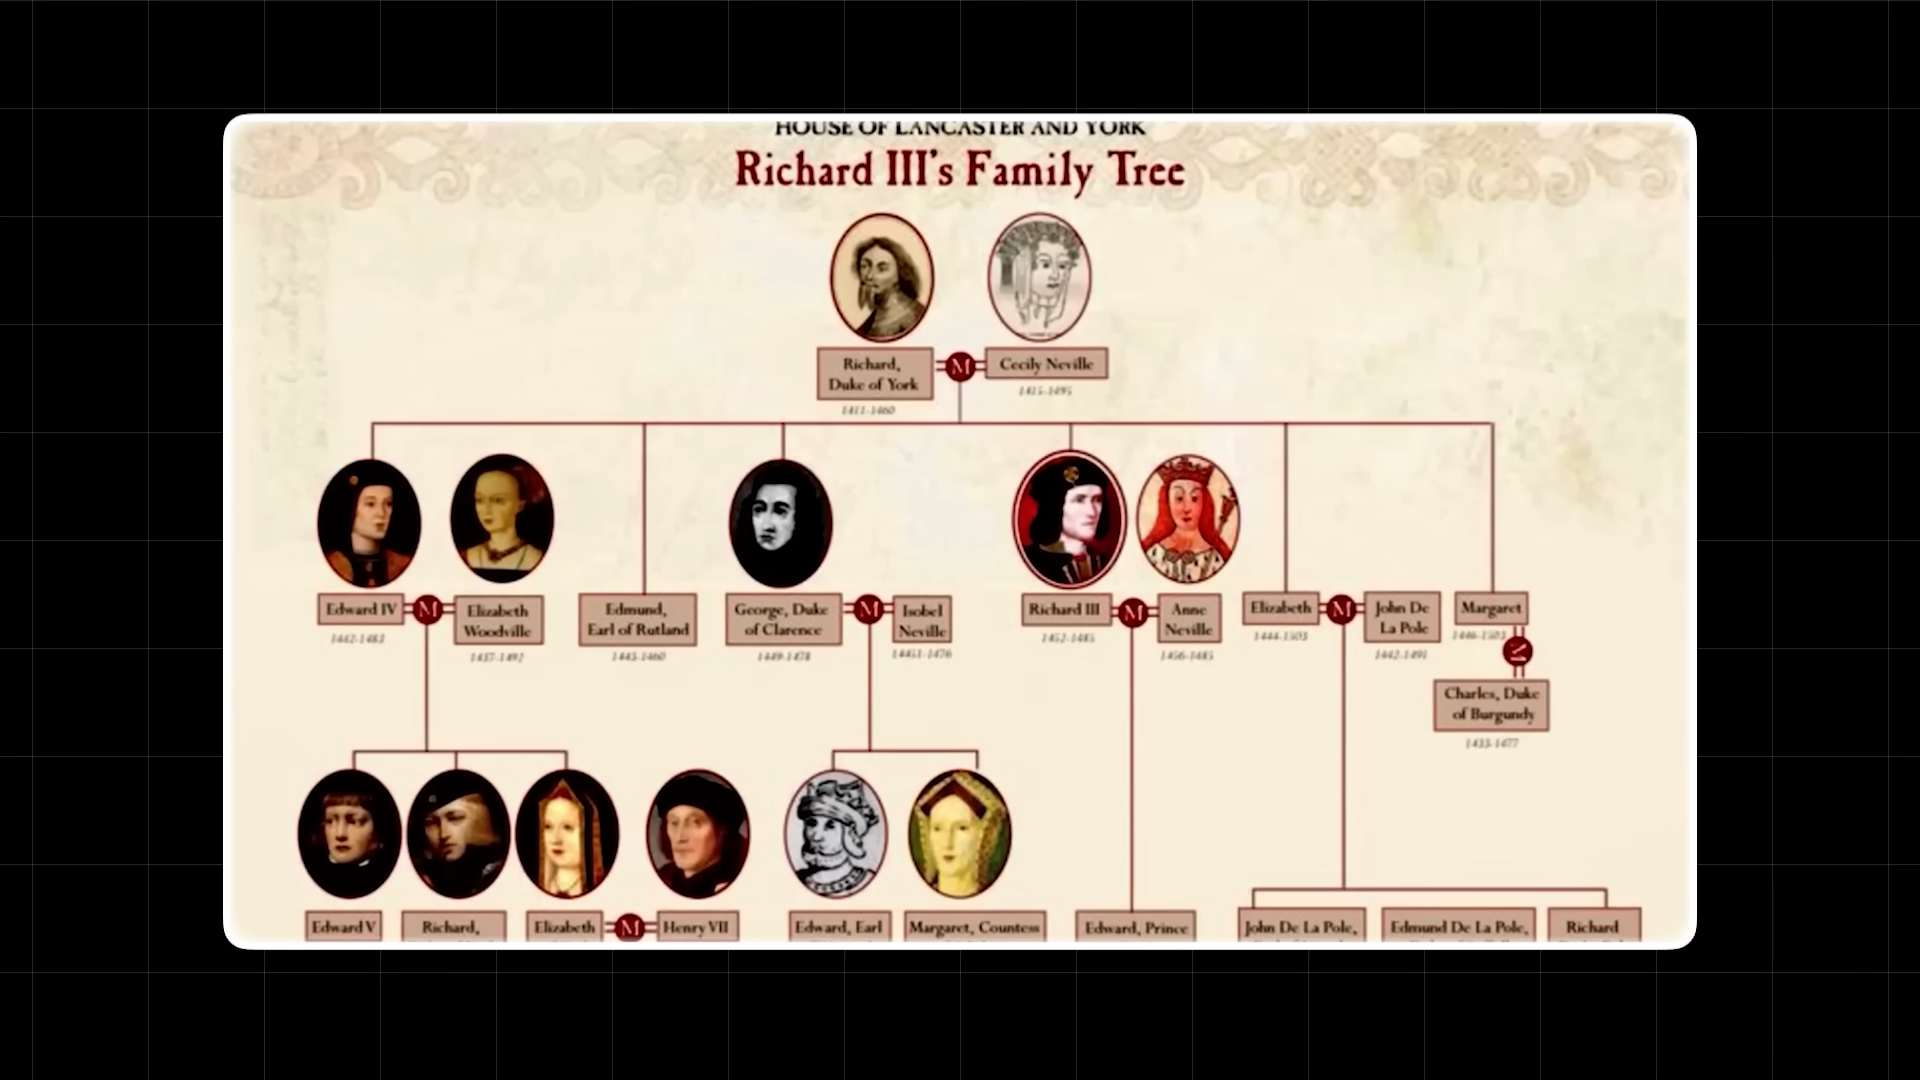 HOUSE OF LANCASTER AND YORK
Richard III's Family Tree
Richard,
Duke of York
M
Cecily Neville
1411-1460
1415-1495
Edward IV
M
Elizabeth
Woodville
1442-1483
1437-1492
Edmund,
Earl of Rutland
1443-1460
George, Duke
of Clarence
M
Isobel
Neville
1449-1478
14451-1476
Richard III
M
Anne
Neville
1452-1485
1456-1485
Elizabeth
M
John De
La Pole
1444-1503
1442-1491
Margaret
1446-1503
M
Charles, Duke
of Burgundy
1433-1477
Edward V
Richard,
Elizabeth
M
Henry VII
Edward, Earl
Margaret, Countess
Edward, Prince
John De La Pole,
Edmund De La Pole,
Richard